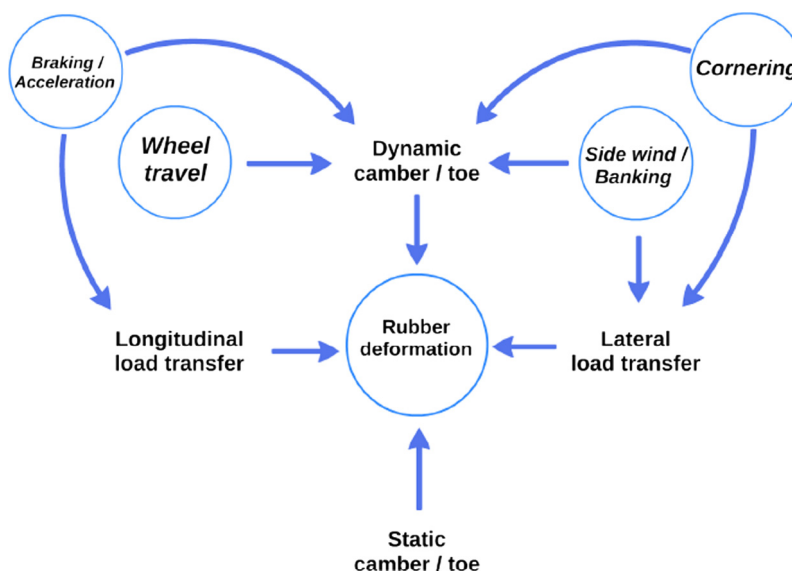 Braking /
Acceleration
Cornering
Wheel
travel
Dynamic
camber / toe
Side wind /
Banking
Longitudinal
load transfer
Rubber
deformation
Lateral
load transfer
Static
camber / toe